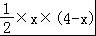 1/2 × x × (4-x)